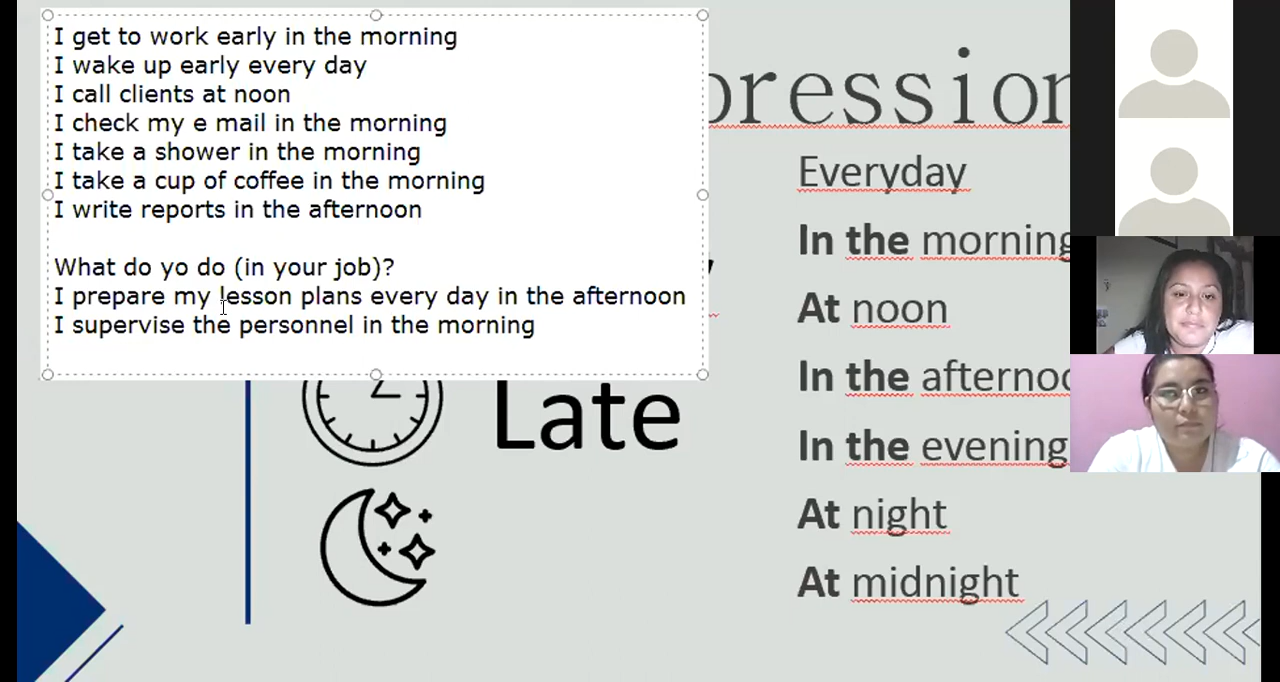 I get to work early in the morning
I wake up early every day
I call clients at noon
I check my e mail in the morning
I take a shower in the morning
I take a cup of coffee in the morning
I write reports in the afternoon
What do yo do (in your job)?
I prepare my lesson plans every day in the afternoon
I supervise the personnel in the morning
pression
Everyday
In the morning
At noon
In the afternoo
In the evening
At night
At midnight
Late